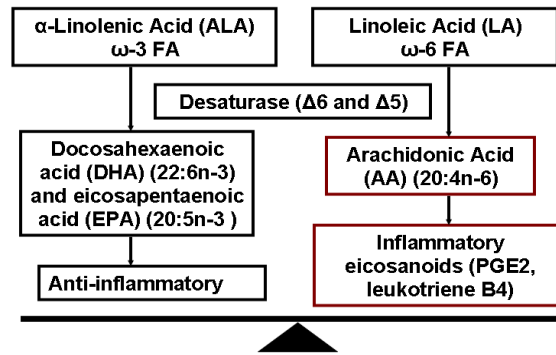 α-Linolenic Acid (ALA)
ω-3 FA
Linoleic Acid (LA)
ω-6 FA
Desaturase (Δ6 and Δ5)
Docosahexaenoic
acid (DHA) (22:6n-3)
and eicosapentaenoic
acid (EPA) (20:5n-3 )
Arachidonic Acid
(AA) (20:4n-6)
Anti-inflammatory
Inflammatory
eicosanoids (PGE2,
leukotriene B4)